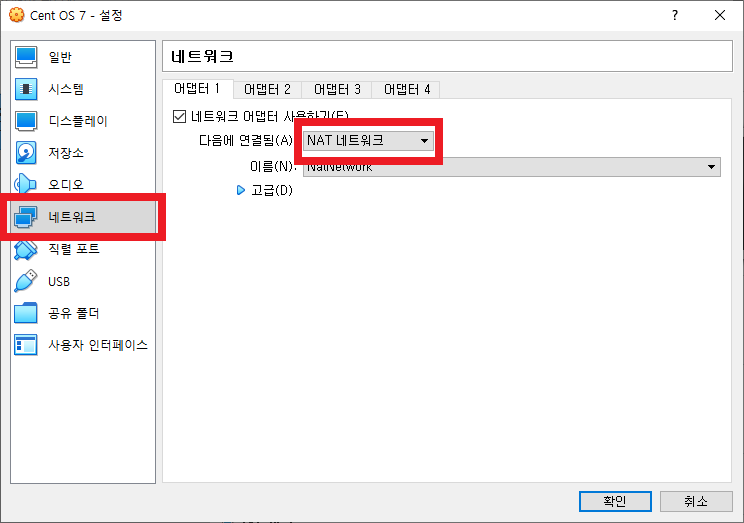 Cent OS 7 - 설정
?
일반
시스템
디스플레이
저장소
오디오
네트워크
직렬 포트
USB
공유 폴더
사용자 인터페이스
네트워크
어댑터 1 어댑터 2 어댑터 3 어댑터 4
네트워크 어댑터 사용하기(E)
다음에 연결됨(A): NAT 네트워크
이름(N): NatNetwork
고급(D)
확인 취소